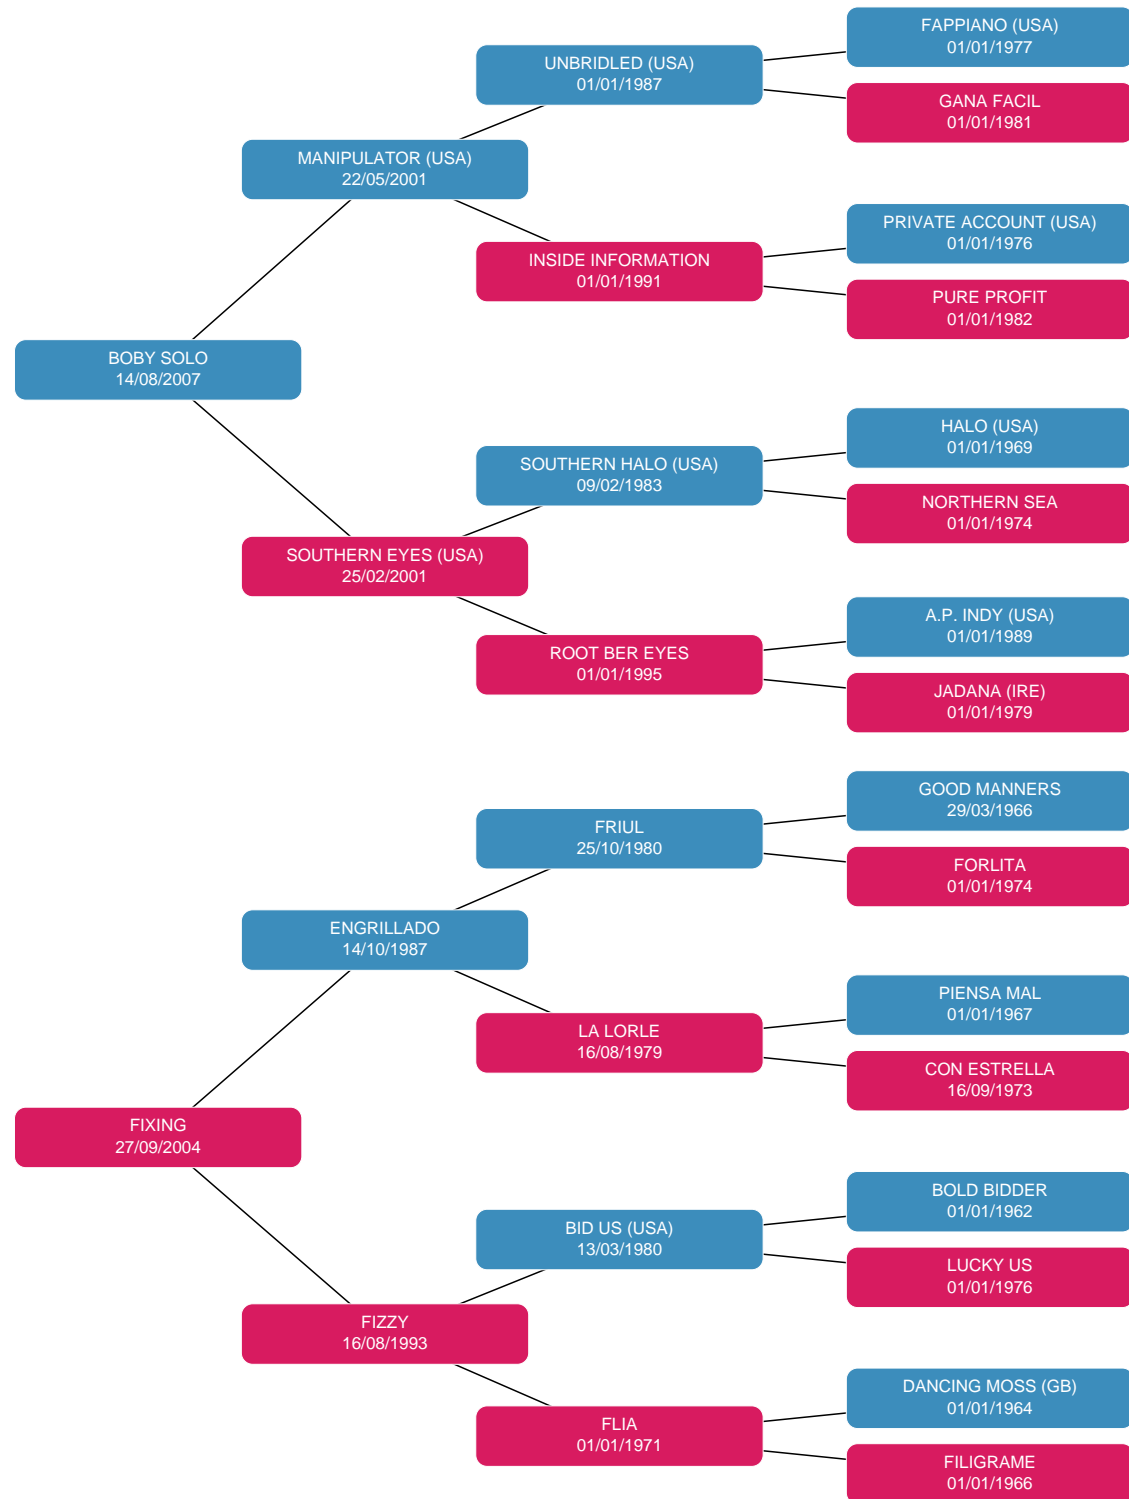 FAPPIANO (USA)
01/01/1977
UNBRIDLED (USA)
01/01/1987
GANA FACIL
01/01/1981
MANIPULATOR (USA)
22/05/2001
PRIVATE ACCOUNT (USA)
01/01/1976
INSIDE INFORMATION
01/01/1991
PURE PROFIT
01/01/1982
BOBY SOLO
14/08/2007
HALO (USA)
01/01/1969
SOUTHERN HALO (USA)
09/02/1983
NORTHERN SEA
01/01/1974
SOUTHERN EYES (USA)
25/02/2001
A.P. INDY (USA)
01/01/1989
ROOT BER EYES
01/01/1995
JADANA (IRE)
01/01/1979
GOOD MANNERS
29/03/1966
FRIUL
25/10/1980
FORLITA
01/01/1974
ENGRILLADO
14/10/1987
PIENSA MAL
01/01/1967
LA LORLE
16/08/1979
CON ESTRELLA
16/09/1973
FIXING
27/09/2004
BOLD BIDDER
01/01/1962
BID US (USA)
13/03/1980
LUCKY US
01/01/1976
FIZZY
16/08/1993
DANCING MOSS (GB)
01/01/1964
FLIA
01/01/1971
FILIGRAME
01/01/1966